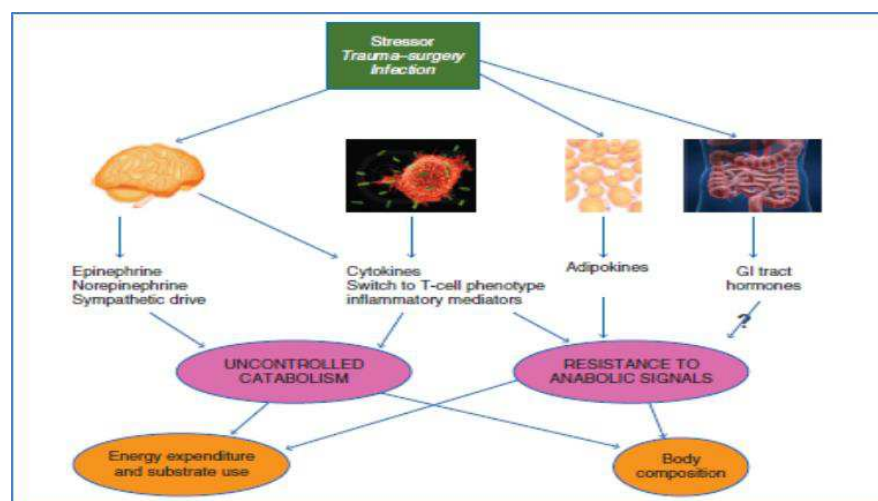 Stressor
Trauma–surgery
Infection
Epinephrine
Norepinephrine
Sympathetic drive
Cytokines
Switch to T-cell phenotype
inflammatory mediators
Adipokines
GI tract
hormones
?
UNCONTROLLED
CATABOLISM
RESISTANCE TO
ANABOLIC SIGNALS
Energy expenditure
and substrate use
Body
composition